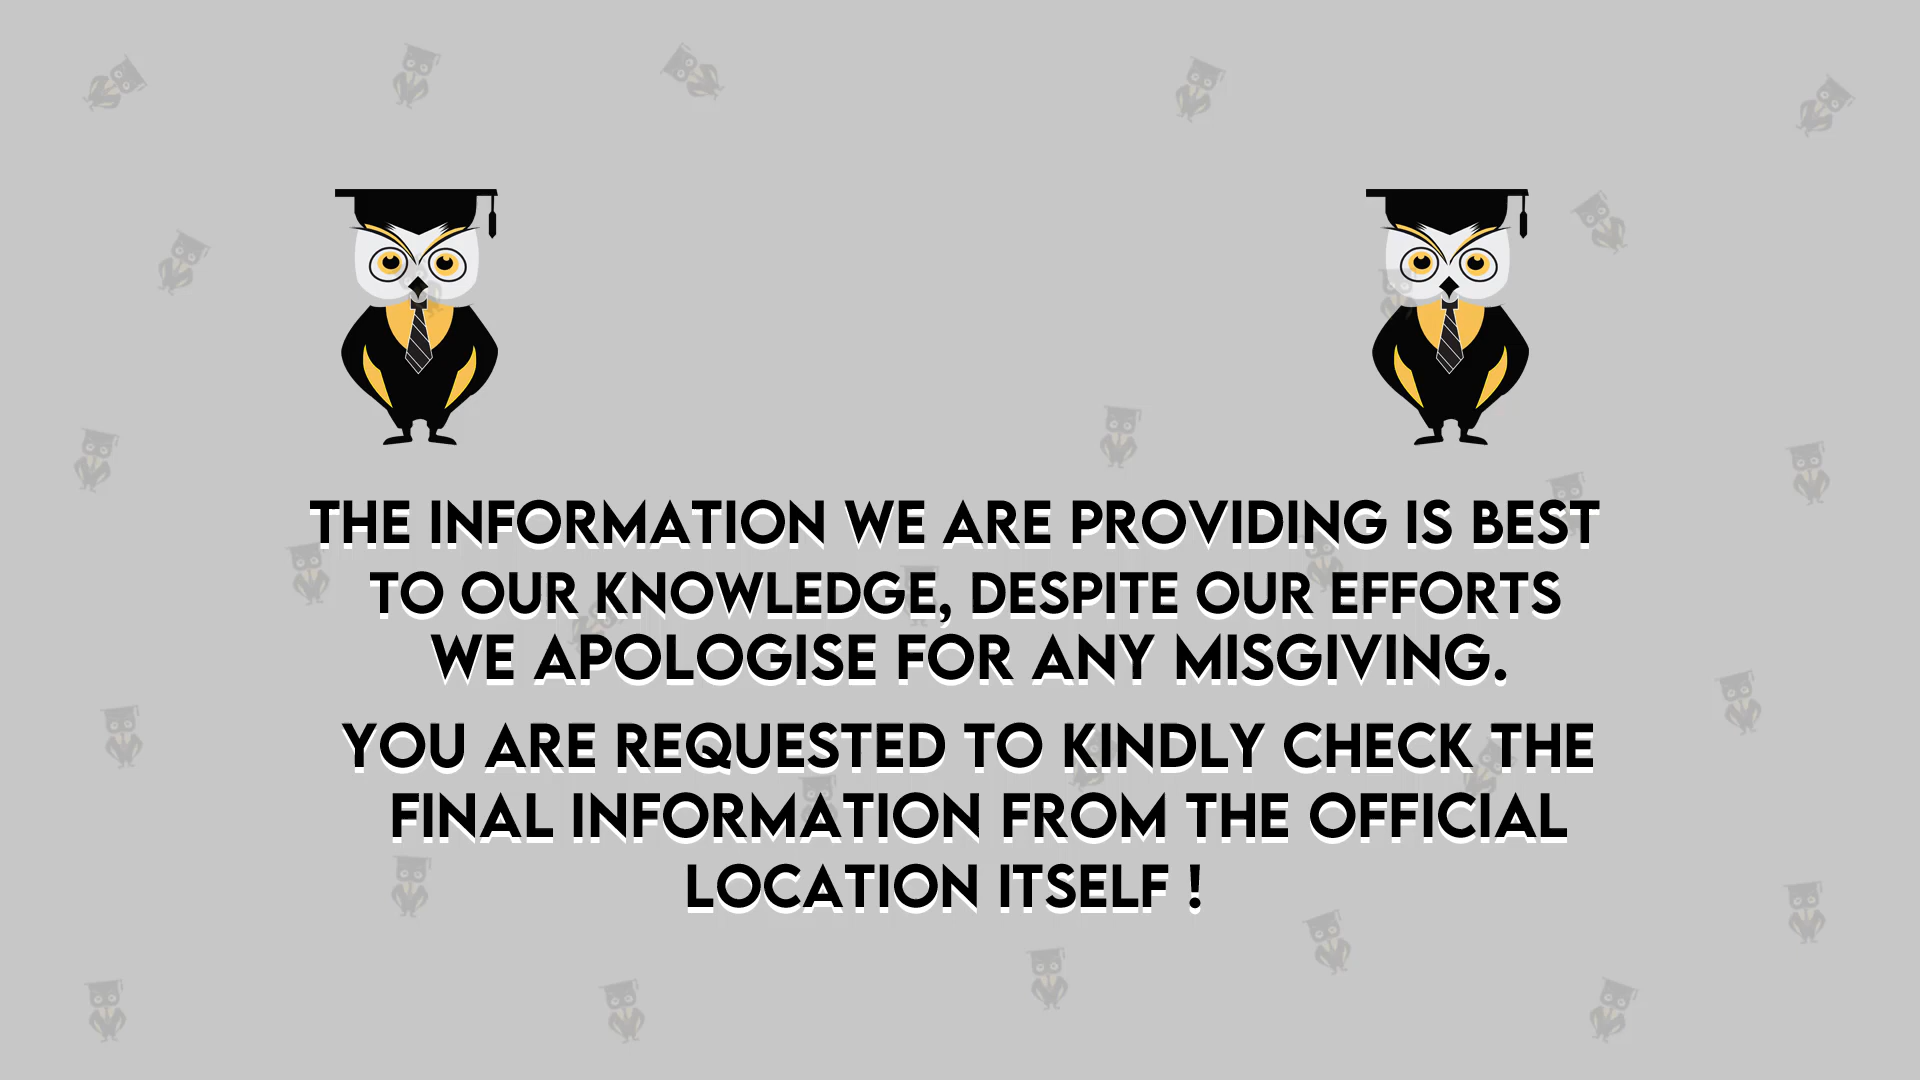 THE INFORMATION WE ARE PROVIDING IS BEST
TO OUR KNOWLEDGE, DESPITE OUR EFFORTS
WE APOLOGISE FOR ANY MISGIVING.
YOU ARE REQUESTED TO KINDLY CHECK THE
FINAL INFORMATION FROM THE OFFICIAL
LOCATION ITSELF !